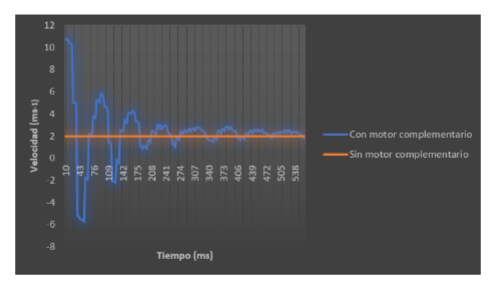 12
10
8
6
4
2
0
-2
-4
-6
-8
Velocidad (ms-1)
10 43 76 109 142 175 208 241 274 307 340 373 406 439 472 505 538
Tiempo (ms)
Con motor complementario
Sin motor complementario